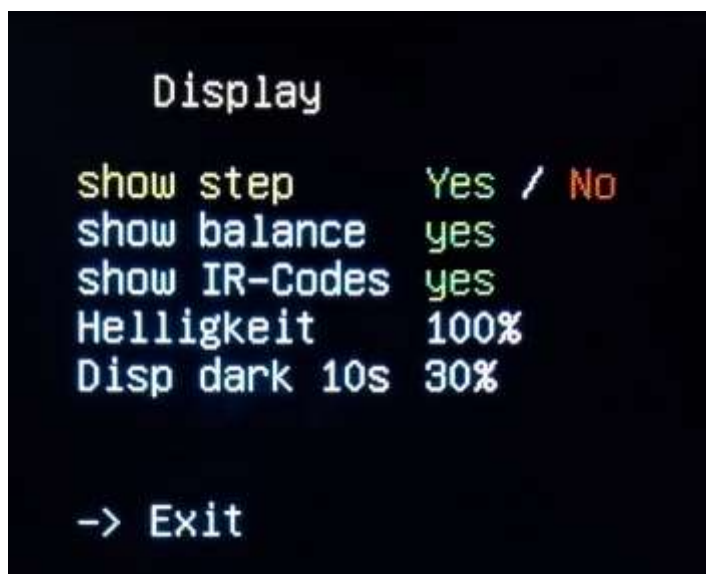 Display
show step Yes / No
show balance yes
show IR-Codes yes
Helligkeit 100%
Disp dark 10s 30%
-> Exit